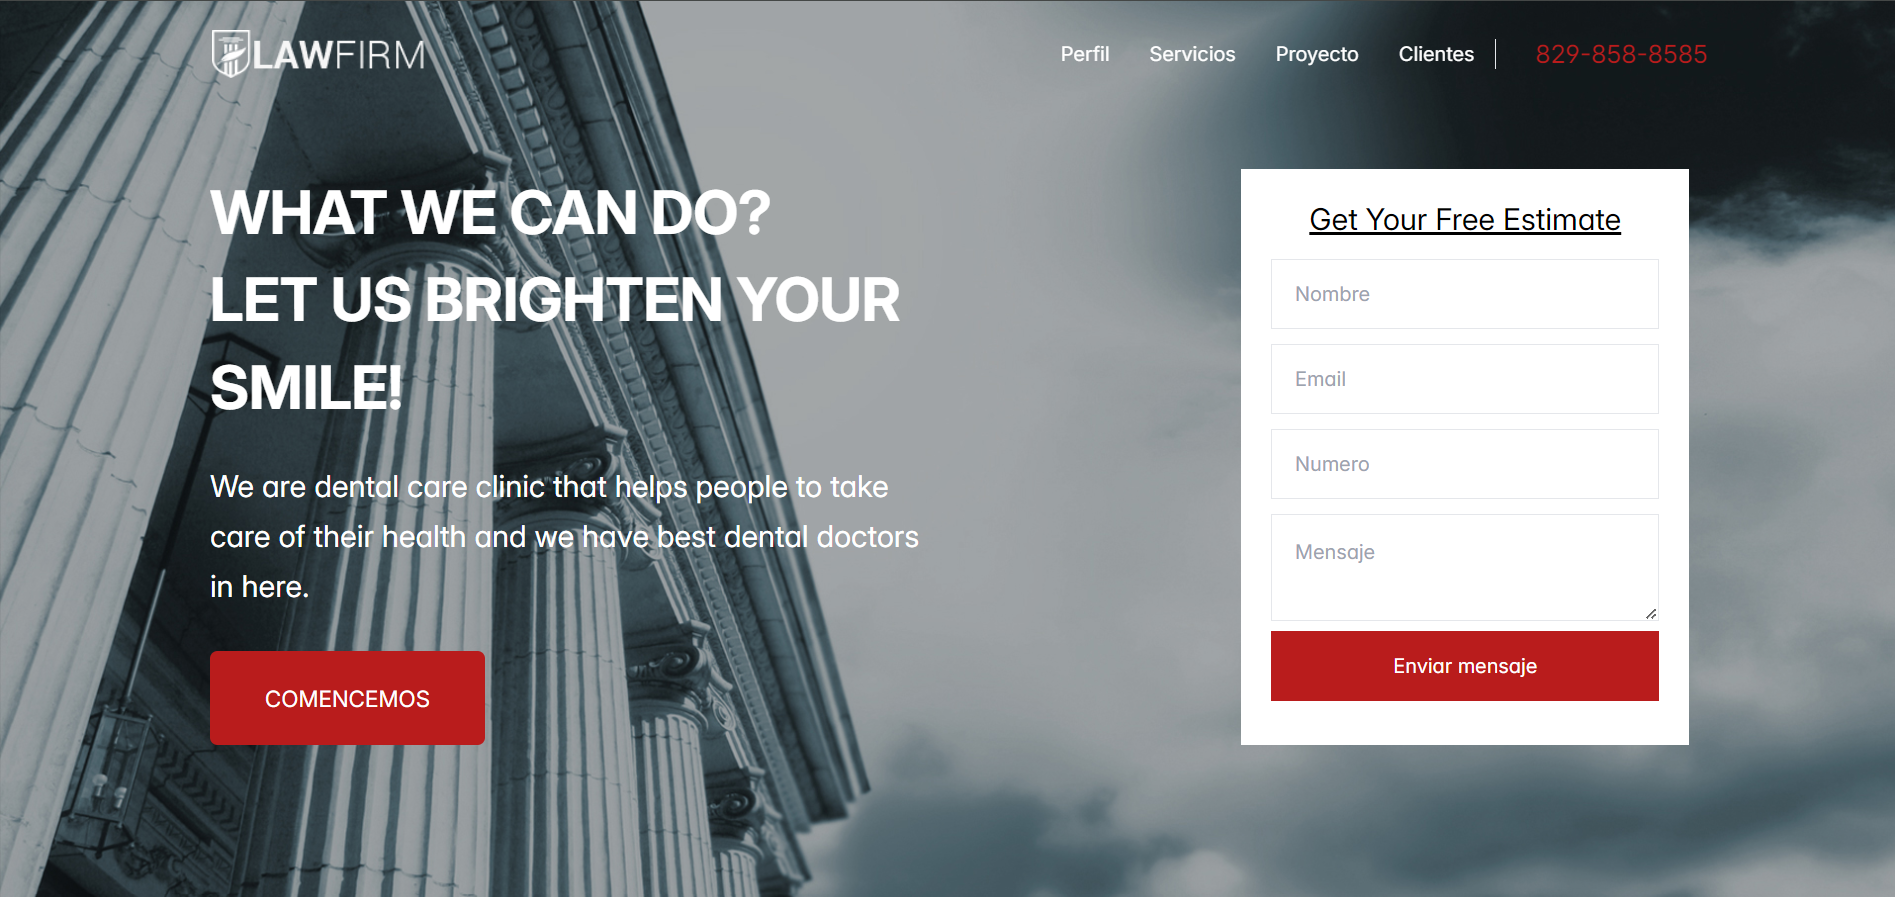 LAWFIRM
Perfil Servicios Proyecto Clientes 829-858-8585
WHAT WE CAN DO?
LET US BRIGHTEN YOUR
SMILE!
We are dental care clinic that helps people to take
care of their health and we have best dental doctors
in here.
COMENCEMOS
Get Your Free Estimate
Nombre
Email
Numero
Mensaje
Enviar mensaje